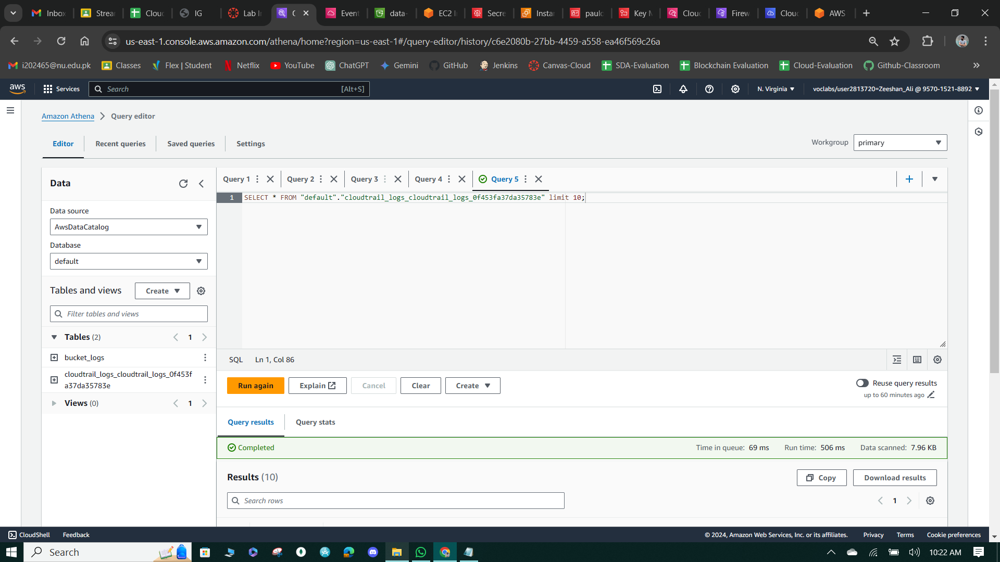 Inbox
Strea
Clouc
IG
Lab In
Event
data-
EC2 I
Secre
Insta
paulc
Key M
Clouc
Firew
Clouc
AWS
us-east-1.console.aws.amazon.com/athena/home?region=us-east-1#/query-editor/history/c6e2080b-27bb-4459-a558-ea46f569c26a
i202465@nu.edu.pk Classes Flex | Student Netflix YouTube ChatGPT Gemini GitHub Jenkins Canvas-Cloud SDA-Evaluation Blockchain Evaluation Cloud-Evaluation Github-Classroom
aws Services Search [Alt+S] N. Virginia voclabs/user2813720=Zeeshan_Ali @ 9570-1521-8892
Amazon Athena Query editor
Editor Recent queries Saved queries Settings Workgroup primary
Data
Data source
AwsDataCatalog
Database
default
Tables and views Create
Filter tables and views
Tables (2) 1
bucket_logs
cloudtrail_logs_cloudtrail_logs_0f453f
a37da35783e
Views (0) 1
Query 1 Query 2 Query 3 Query 4 Query 5
1 SELECT * FROM "default"."cloudtrail_logs_cloudtrail_logs_0f453fa37da35783e" limit 10;
SQL Ln 1, Col 86
Run again Explain Cancel Clear Create
Reuse query results
up to 60 minutes ago
Query results Query stats
Completed Time in queue: 69 ms Run time: 506 ms Data scanned: 7.96 KB
Results (10) Copy Download results
Search rows 1
CloudShell Feedback © 2024, Amazon Web Services, Inc. or its affiliates. Privacy Terms Cookie preferences
Search 10:22 AM